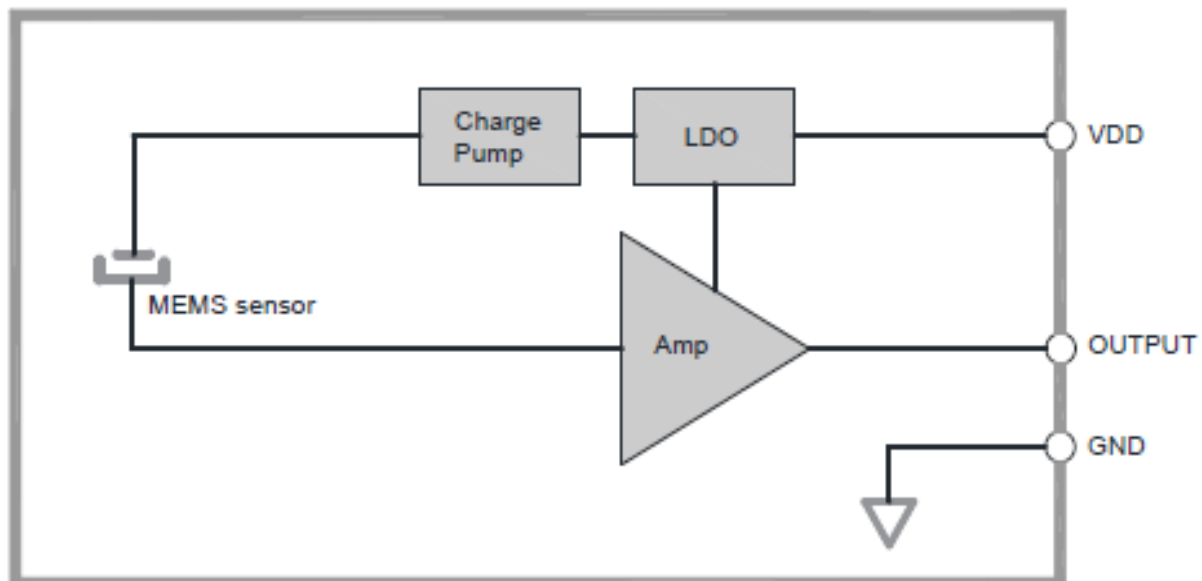 Charge
Pump
LDO
VDD
MEMS sensor
Amp
OUTPUT
GND